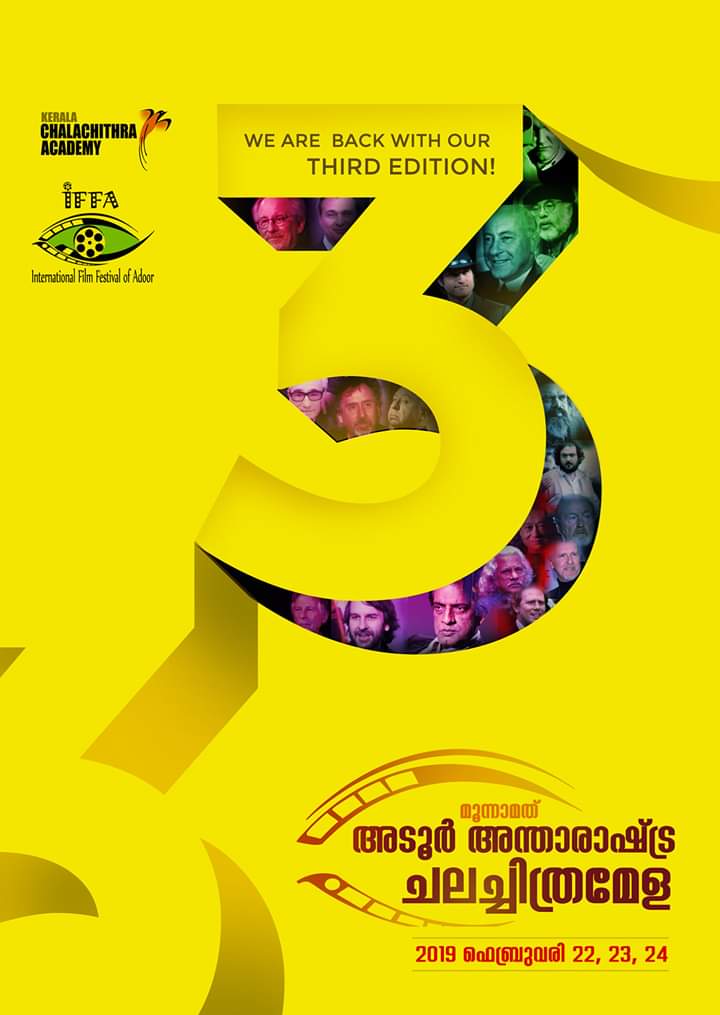 KERALA
CHALACHITHRA
ACADEMY
iFFA
International Film Festival of Adoor
WE ARE BACK WITH OUR
THIRD EDITION!
മൂന്നാമത്
അടൂർ അന്താരാഷ്ട്ര
ചലച്ചിത്രമേള
2019 ഫെബ്രുവരി 22, 23, 24